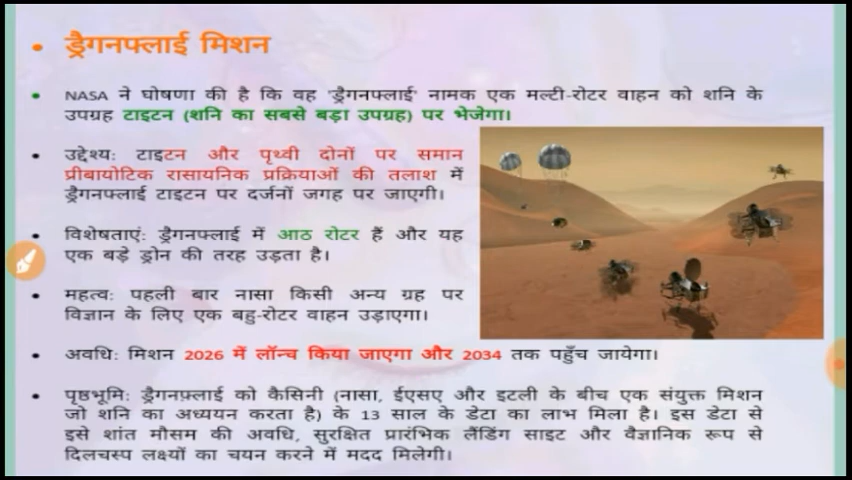 ड्रैगनफ्लाई मिशन
NASA ने घोषणा की है कि वह 'ड्रैगनफ्लाई' नामक एक मल्टी-रोटर वाहन को शनि के
उपग्रह टाइटन (शनि का सबसे बड़ा उपग्रह) पर भेजेगा।
उद्देश्य: टाइटन और पृथ्वी दोनों पर समान
प्रीबायोटिक रासायनिक प्रक्रियाओं की तलाश में
ड्रैगनफ्लाई टाइटन पर दर्जनों जगह पर जाएगी।
विशेषताएं: ड्रैगनफ्लाई में आठ रोटर हैं और यह
एक बड़े ड्रोन की तरह उड़ता है।
महत्व: पहली बार नासा किसी अन्य ग्रह पर
विज्ञान के लिए एक बहु-रोटर वाहन उड़ाएगा।
अवधि: मिशन 2026 में लॉन्च किया जाएगा और 2034 तक पहुँच जायेगा।
पृष्ठभूमि: ड्रैगनफ़्लाई को कैसिनी (नासा, ईएसए और इटली के बीच एक संयुक्त मिशन
जो शनि का अध्ययन करता है) के 13 साल के डेटा का लाभ मिला है। इस डेटा से
इसे शांत मौसम की अवधि, सुरक्षित प्रारंभिक लैंडिंग साइट और वैज्ञानिक रूप से
दिलचस्प लक्ष्यों का चयन करने में मदद मिलेगी।